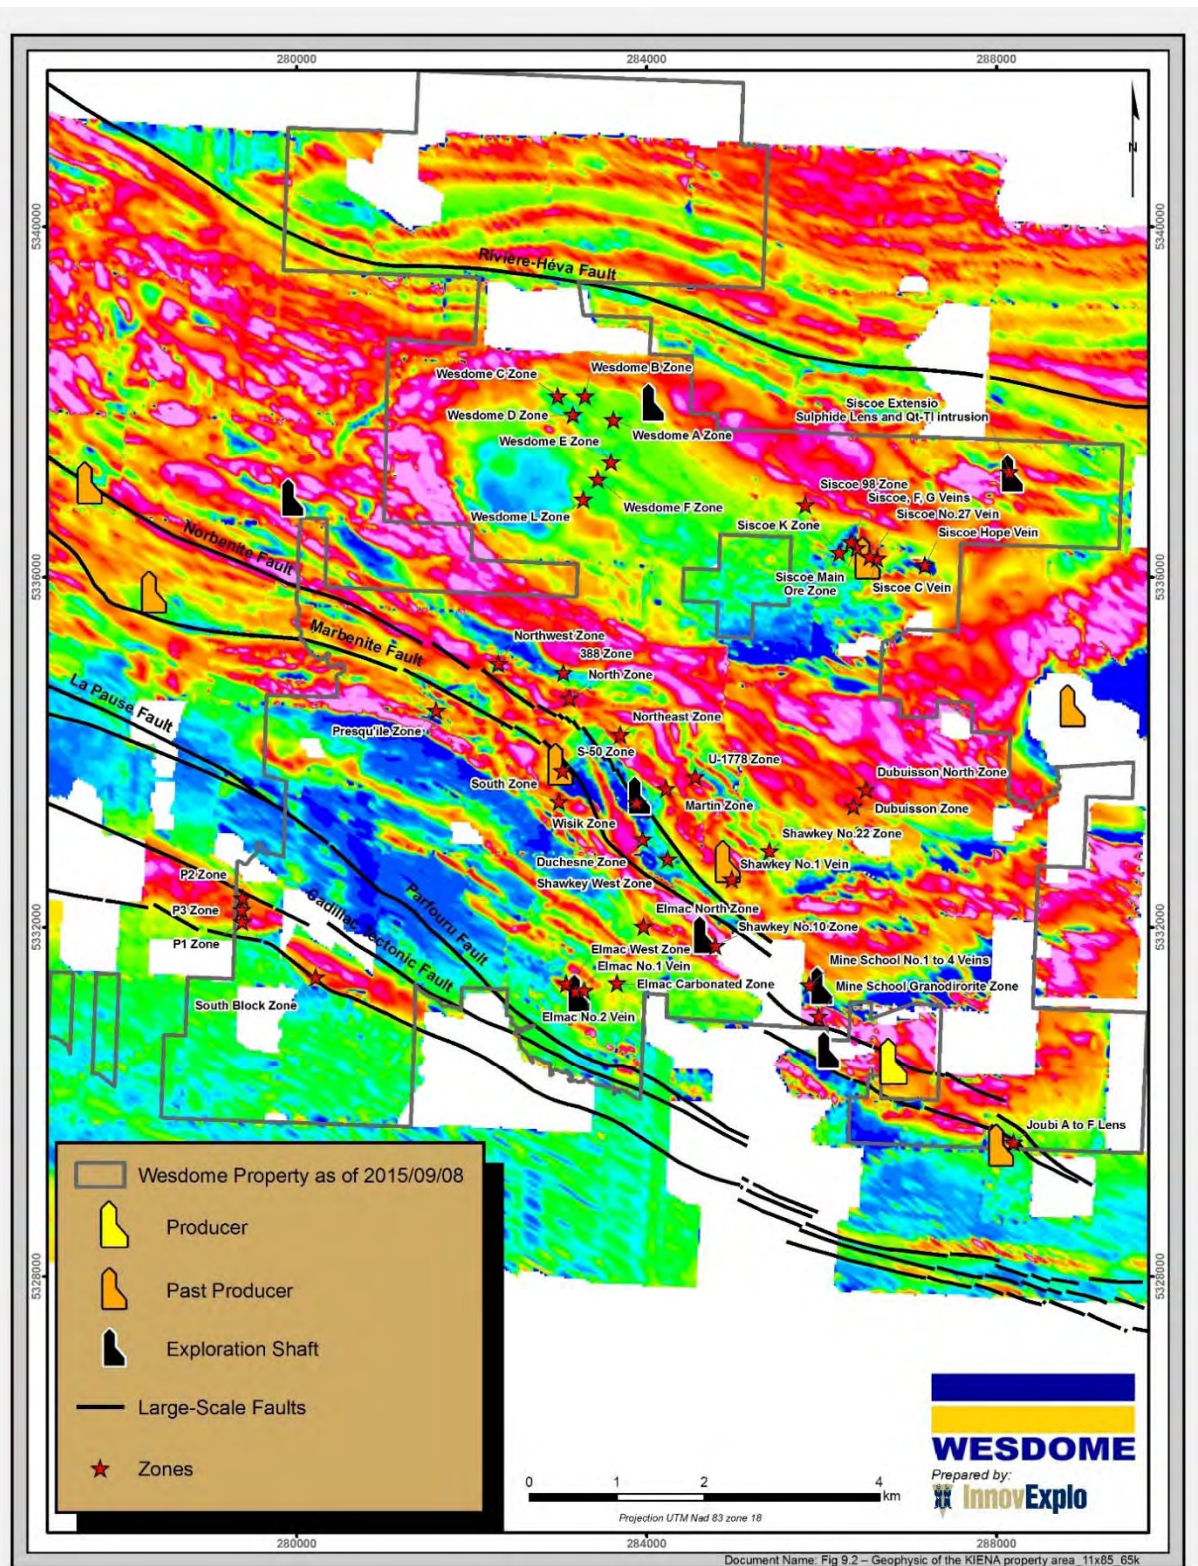 280000
284000
288000
N
5340000
5340000
Rivière-Héva Fault
Wesdome B Zone
Wesdome C Zone
Wesdome D Zone
Siscoe Extensio
Sulphide Lens and Qt-Tl intrusion
Wesdome E Zone
Wesdome A Zone
Siscoe 98 Zone
Siscoe, F, G Veins
Wesdome L Zone
Wesdome F Zone
Siscoe No.27 Vein
Siscoe K Zone
Siscoe Hope Vein
Norbenite Fault
5336000
5336000
Siscoe Main
Ore Zone
Siscoe C Vein
Marbenite Fault
Northwest Zone
388 Zone
North Zone
La Pause Fault
Presqu'ile Zone
Northeast Zone
S-50 Zone
U-1778 Zone
South Zone
Dubuisson North Zone
Martin Zone
Dubuisson Zone
Wisik Zone
Shawkey No.22 Zone
Duchesne Zone
Shawkey No.1 Vein
Shawkey West Zone
P2 Zone
P3 Zone
P1 Zone
Cadillac Tectonic Fault
Parfouru Fault
5332000
5332000
Elmac North Zone
Shawkey No.10 Zone
Elmac West Zone
Elmac No.1 Vein
Mine School No.1 to 4 Veins
Elmac Carbonated Zone
Mine School Granodirorite Zone
South Block Zone
Elmac No.2 Vein
Joubi A to F Lens
Wesdome Property as of 2015/09/08
Producer
Past Producer
Exploration Shaft
Large-Scale Faults
Zones
5328000
5328000
WESDOME
Prepared by:
InnovExplo
0 1 2 4
km
Projection UTM Nad 83 zone 18
280000
284000
288000
Document Name: Fig 9.2 – Geophysic of the KIENA property area_11x85_65k